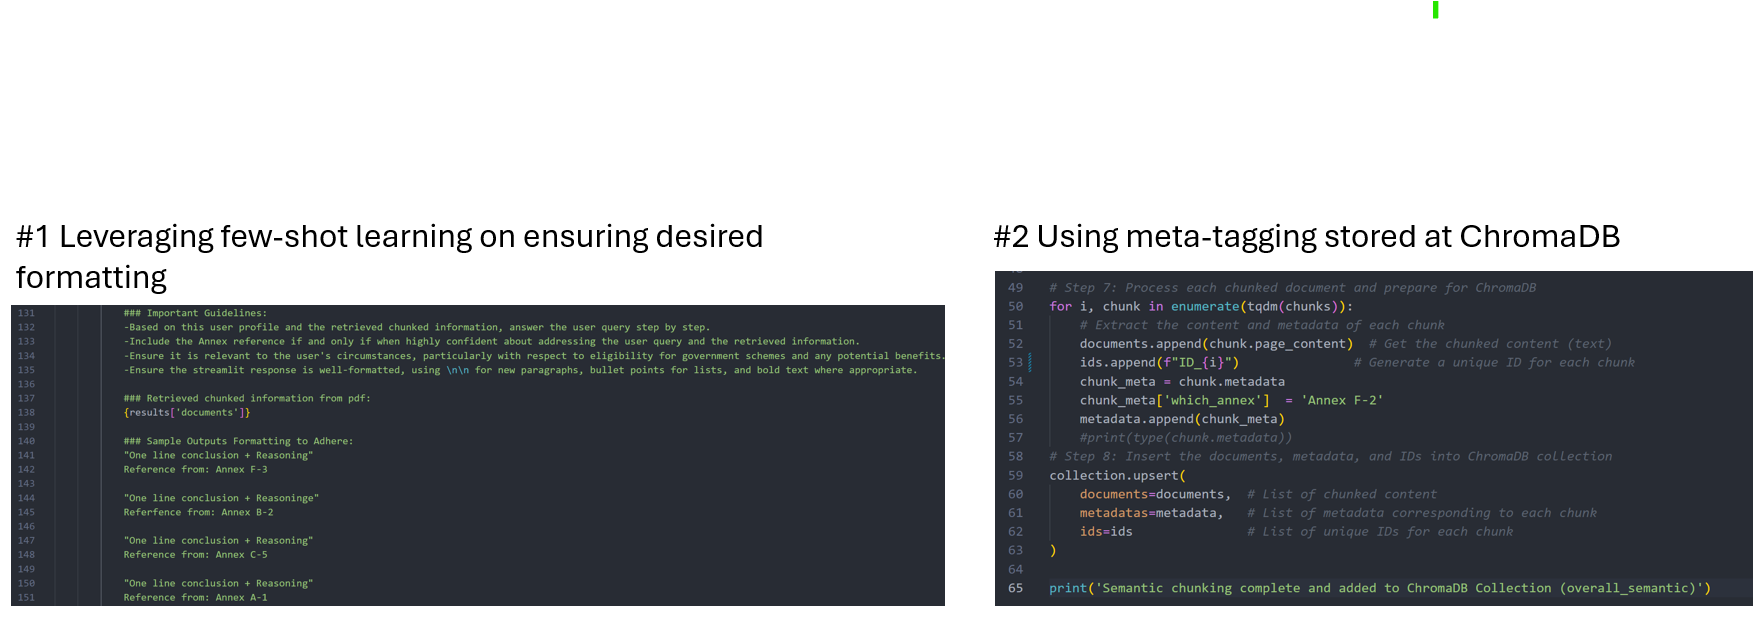 #1 Leveraging few-shot learning on ensuring desired
formatting
131 ### Important Guidelines:
132 -Based on this user profile and the retrieved chunked information, answer the user query step by step.
133 -Include the Annex reference if and only if when highly confident about addressing the user query and the retrieved information.
134 -Ensure it is relevant to the user's circumstances, particularly with respect to eligibility for government schemes and any potential benefits.
135 -Ensure the streamlit response is well-formatted, using \n\n for new paragraphs, bullet points for lists, and bold text where appropriate.
136
137 ### Retrieved chunked information from pdf:
138 {results['documents']}
139
140 ### Sample Outputs Formatting to Adhere:
141 "One line conclusion + Reasoning"
142 Reference from: Annex F-3
143
144 "One line conclusion + Reasoninge"
145 Referfence from: Annex B-2
146
147 "One line conclusion + Reasoning"
148 Reference from: Annex C-5
149
150 "One line conclusion + Reasoning"
151 Reference from: Annex A-1
#2 Using meta-tagging stored at ChromaDB
49 # Step 7: Process each chunked document and prepare for ChromaDB
50 for i, chunk in enumerate(tqdm(chunks)):
51 # Extract the content and metadata of each chunk
52 documents.append(chunk.page_content) # Get the chunked content (text)
53 ids.append(f"ID_{i}") # Generate a unique ID for each chunk
54 chunk_meta = chunk.metadata
55 chunk_meta['which_annex'] = 'Annex F-2'
56 metadata.append(chunk_meta)
57 #print(type(chunk.metadata))
58 # Step 8: Insert the documents, metadata, and IDs into ChromaDB collection
59 collection.upsert(
60 documents=documents, # List of chunked content
61 metadatas=metadata, # List of metadata corresponding to each chunk
62 ids=ids # List of unique IDs for each chunk
63 )
64
65 print('Semantic chunking complete and added to ChromaDB Collection (overall_semantic)')